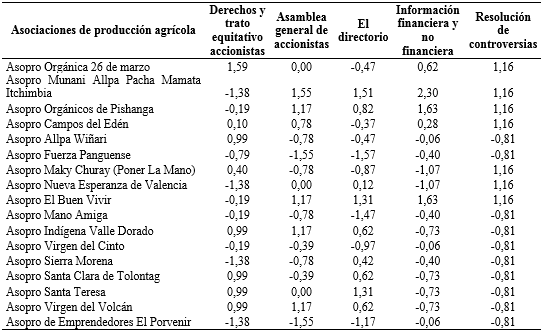 Asociaciones de producción agrícola Derechos y trato equitativo accionistas Asamblea general de accionistas El directorio Información financiera y no financiera Resolución de controversias
Asopro Orgánica 26 de marzo 1,59 0,00 -0,47 0,62 1,16
Asopro Munani Allpa Pacha Mamata
Itchimbia -1,38 1,55 1,51 2,30 1,16
Asopro Orgánicos de Pishanga -0,19 1,17 0,82 1,63 1,16
Asopro Campos del Edén 0,10 0,78 -0,37 0,28 1,16
Asopro Allpa Wiñari 0,99 -0,78 -0,47 -0,06 -0,81
Asopro Fuerza Panguense -0,79 -1,55 -1,57 -0,40 -0,81
Asopro Maky Churay (Poner La Mano) 0,40 -0,78 -0,87 -1,07 1,16
Asopro Nueva Esperanza de Valencia -1,38 0,00 0,12 -1,07 1,16
Asopro El Buen Vivir -0,19 1,17 1,31 1,63 1,16
Asopro Mano Amiga -0,19 -0,78 -1,47 -0,40 -0,81
Asopro Indígena Valle Dorado 0,99 1,17 0,62 -0,73 -0,81
Asopro Virgen del Cinto -0,19 -0,39 -0,97 -0,06 -0,81
Asopro Sierra Morena -1,38 -0,78 0,42 -0,40 -0,81
Asopro Santa Clara de Tolontag 0,99 -0,39 0,62 -0,73 -0,81
Asopro Santa Teresa 0,99 0,00 1,31 -0,73 -0,81
Asopro Virgen del Volcán 0,99 1,17 0,62 -0,73 -0,81
Asopro de Emprendedores El Porvenir -1,38 -1,55 -1,17 -0,06 -0,81